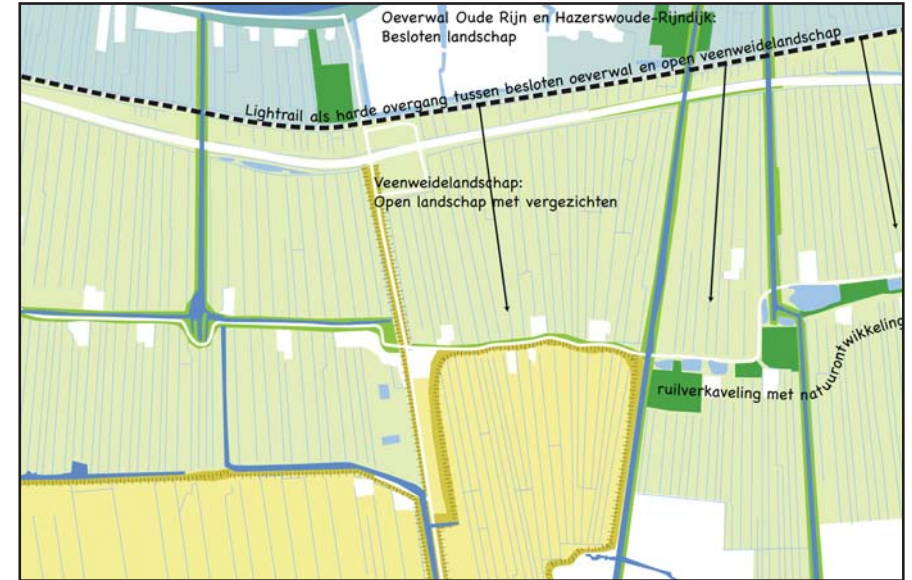 Oeverwal Oude Rijn en Hazerswoude-Rijndijk:
Besloten landschap
Lightrail als harde overgang tussen besloten oeverwal en open veenweidelandschap
Veenweidelandschap:
Open landschap met vergezichten
ruilverkaveling met natuurontwikkeling